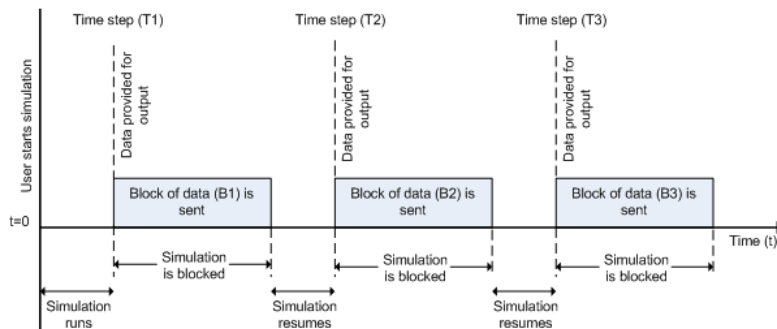 Time step (T1)
Time step (T2)
Time step (T3)
User starts simulation
Data provided for
output
Data provided for
output
Data provided for
output
Block of data (B1) is
sent
Block of data (B2) is
sent
Block of data (B3) is
sent
t=0
Time (t)
Simulation
is blocked
Simulation
is blocked
Simulation
is blocked
Simulation
runs
Simulation
resumes
Simulation
resumes